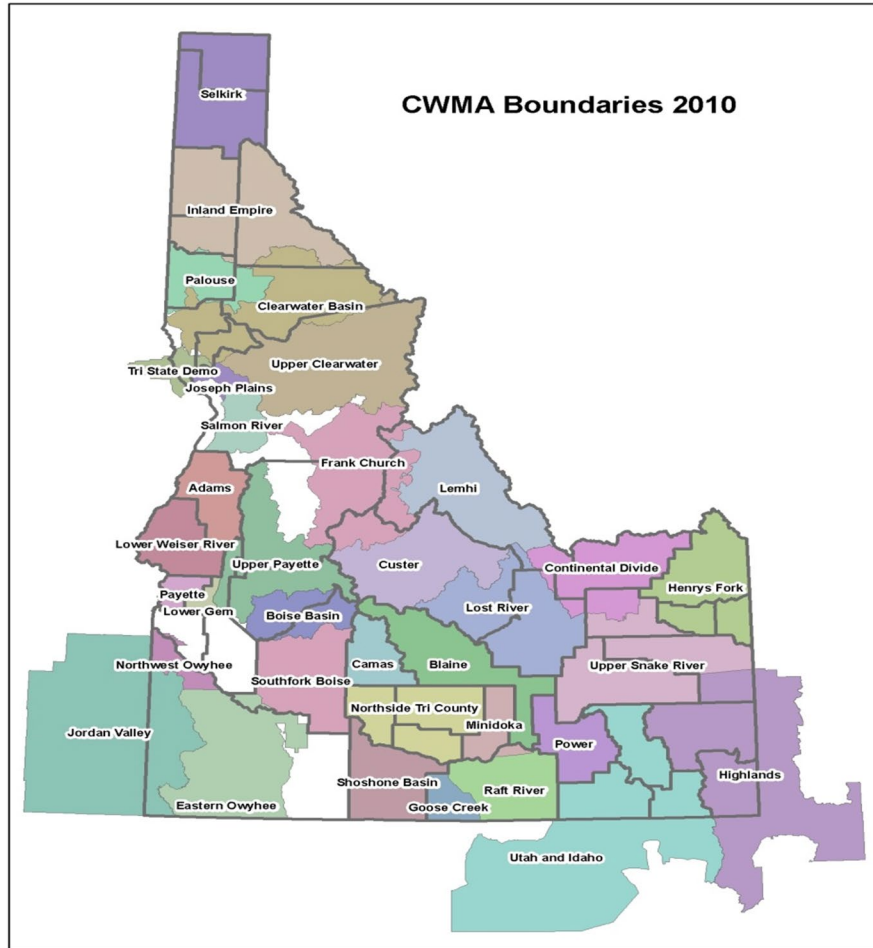 Selkirk
CWMA Boundaries 2010
Inland Empire
Palouse
Clearwater Basin
Upper Clearwater
Tri State Demo
Joseph Plains
Salmon River
Frank Church
Adams
Lemhi
Lower Weiser River
Upper Payette
Custer
Continental Divide
Henrys Fork
Payette
Lower Gem
Boise Basin
Lost River
Northwest Owyhee
Camas
Blaine
Upper Snake River
Southfork Boise
Northside Tri County
Minidoka
Jordan Valley
Power
Highlands
Shoshone Basin
Raft River
Eastern Owyhee
Goose Creek
Utah and Idaho